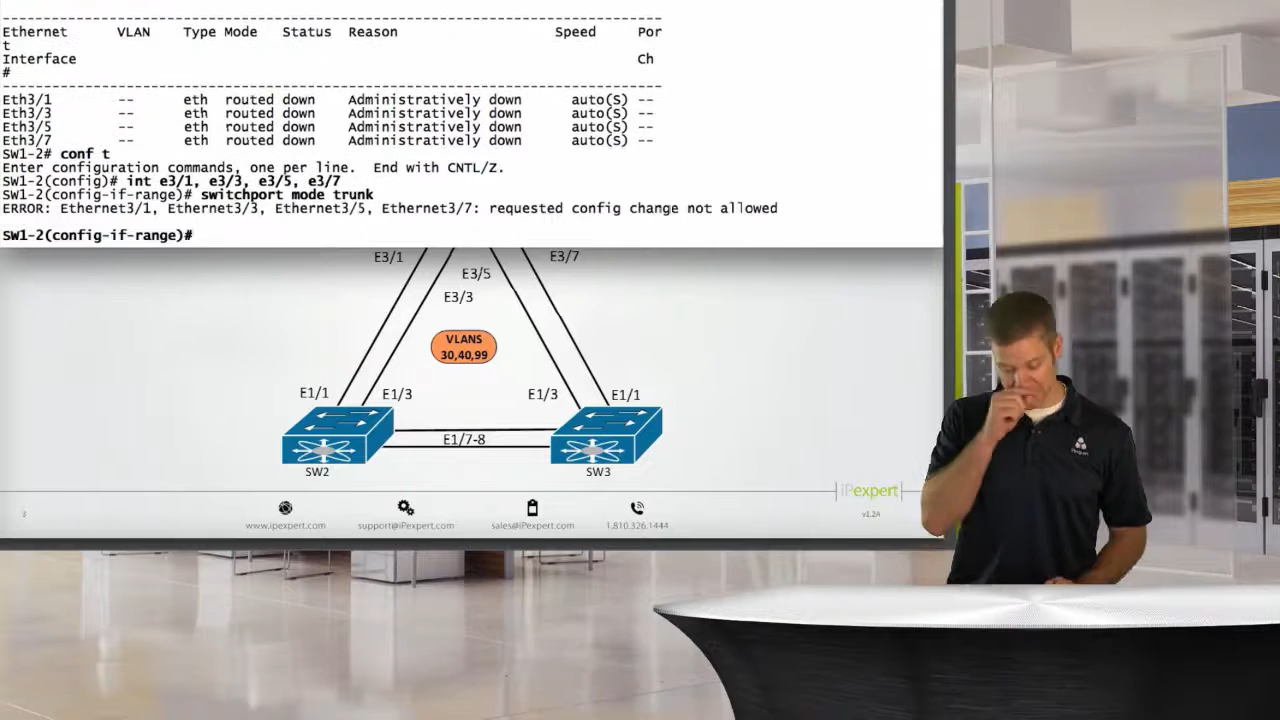 Ethernet VLAN Type Mode Status Reason Speed Por
t
Interface Ch
#
Eth3/1 -- eth routed down Administratively down auto(S) --
Eth3/3 -- eth routed down Administratively down auto(S) --
Eth3/5 -- eth routed down Administratively down auto(S) --
Eth3/7 -- eth routed down Administratively down auto(S) --
SW1-2# conf t
Enter configuration commands, one per line. End with CNTL/Z.
SW1-2(config)# int e3/1, e3/3, e3/5, e3/7
SW1-2(config-if-range)# switchport mode trunk
ERROR: Ethernet3/1, Ethernet3/3, Ethernet3/5, Ethernet3/7: requested config change not allowed
SW1-2(config-if-range)#
E3/1 E3/7
E3/5
E3/3
VLANS
30,40,99
E1/1 E1/3 E1/3 E1/1
E1/7-8
SW2 SW3
iPexpert
www.ipexpert.com support@iPexpert.com sales@iPexpert.com 1.810.326.1444
v1.2A